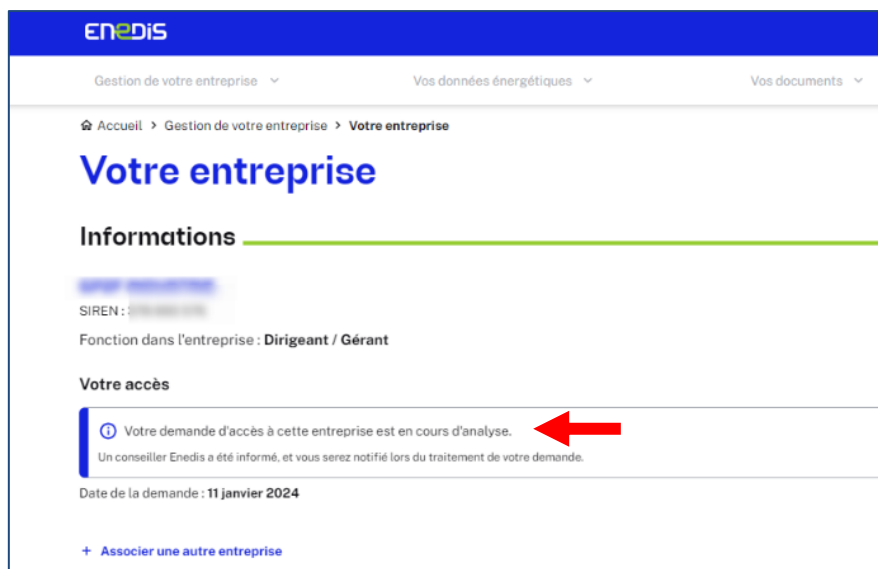 ENEDIS
Gestion de votre entreprise
Vos données énergétiques
Vos documents
Accueil > Gestion de votre entreprise > Votre entreprise
Votre entreprise
Informations
SIREN :
Fonction dans l'entreprise : Dirigeant / Gérant
Votre accès
Votre demande d'accès à cette entreprise est en cours d'analyse.
Un conseiller Enedis a été informé, et vous serez notifié lors du traitement de votre demande.
Date de la demande : 11 janvier 2024
+ Associer une autre entreprise